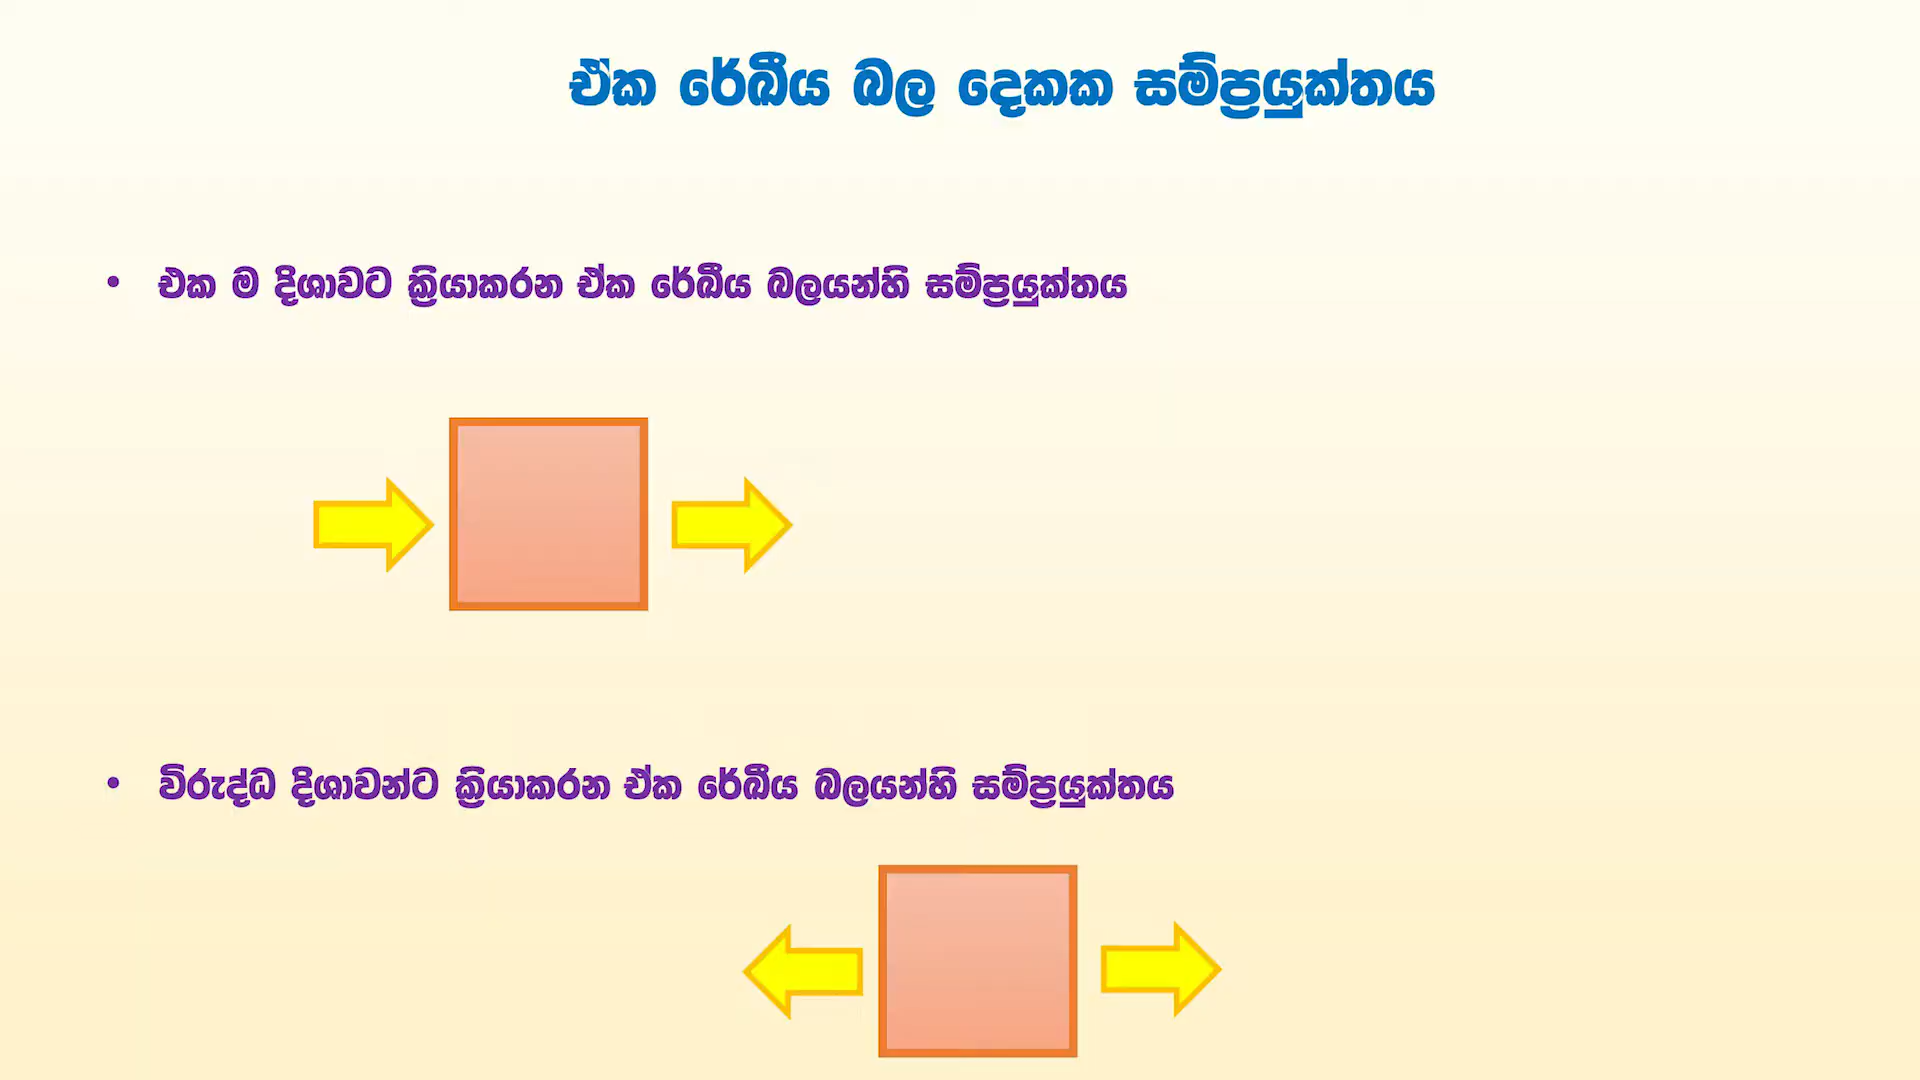 ඒක රේඛීය බල දෙකක සම්ප්‍රයුක්තය
• එක ම දිශාවට ක්‍රියාකරන ඒක රේඛීය බලයන්හි සම්ප්‍රයුක්තය
• විරුද්ධ දිශාවන්ට ක්‍රියාකරන ඒක රේඛීය බලයන්හි සම්ප්‍රයුක්තය